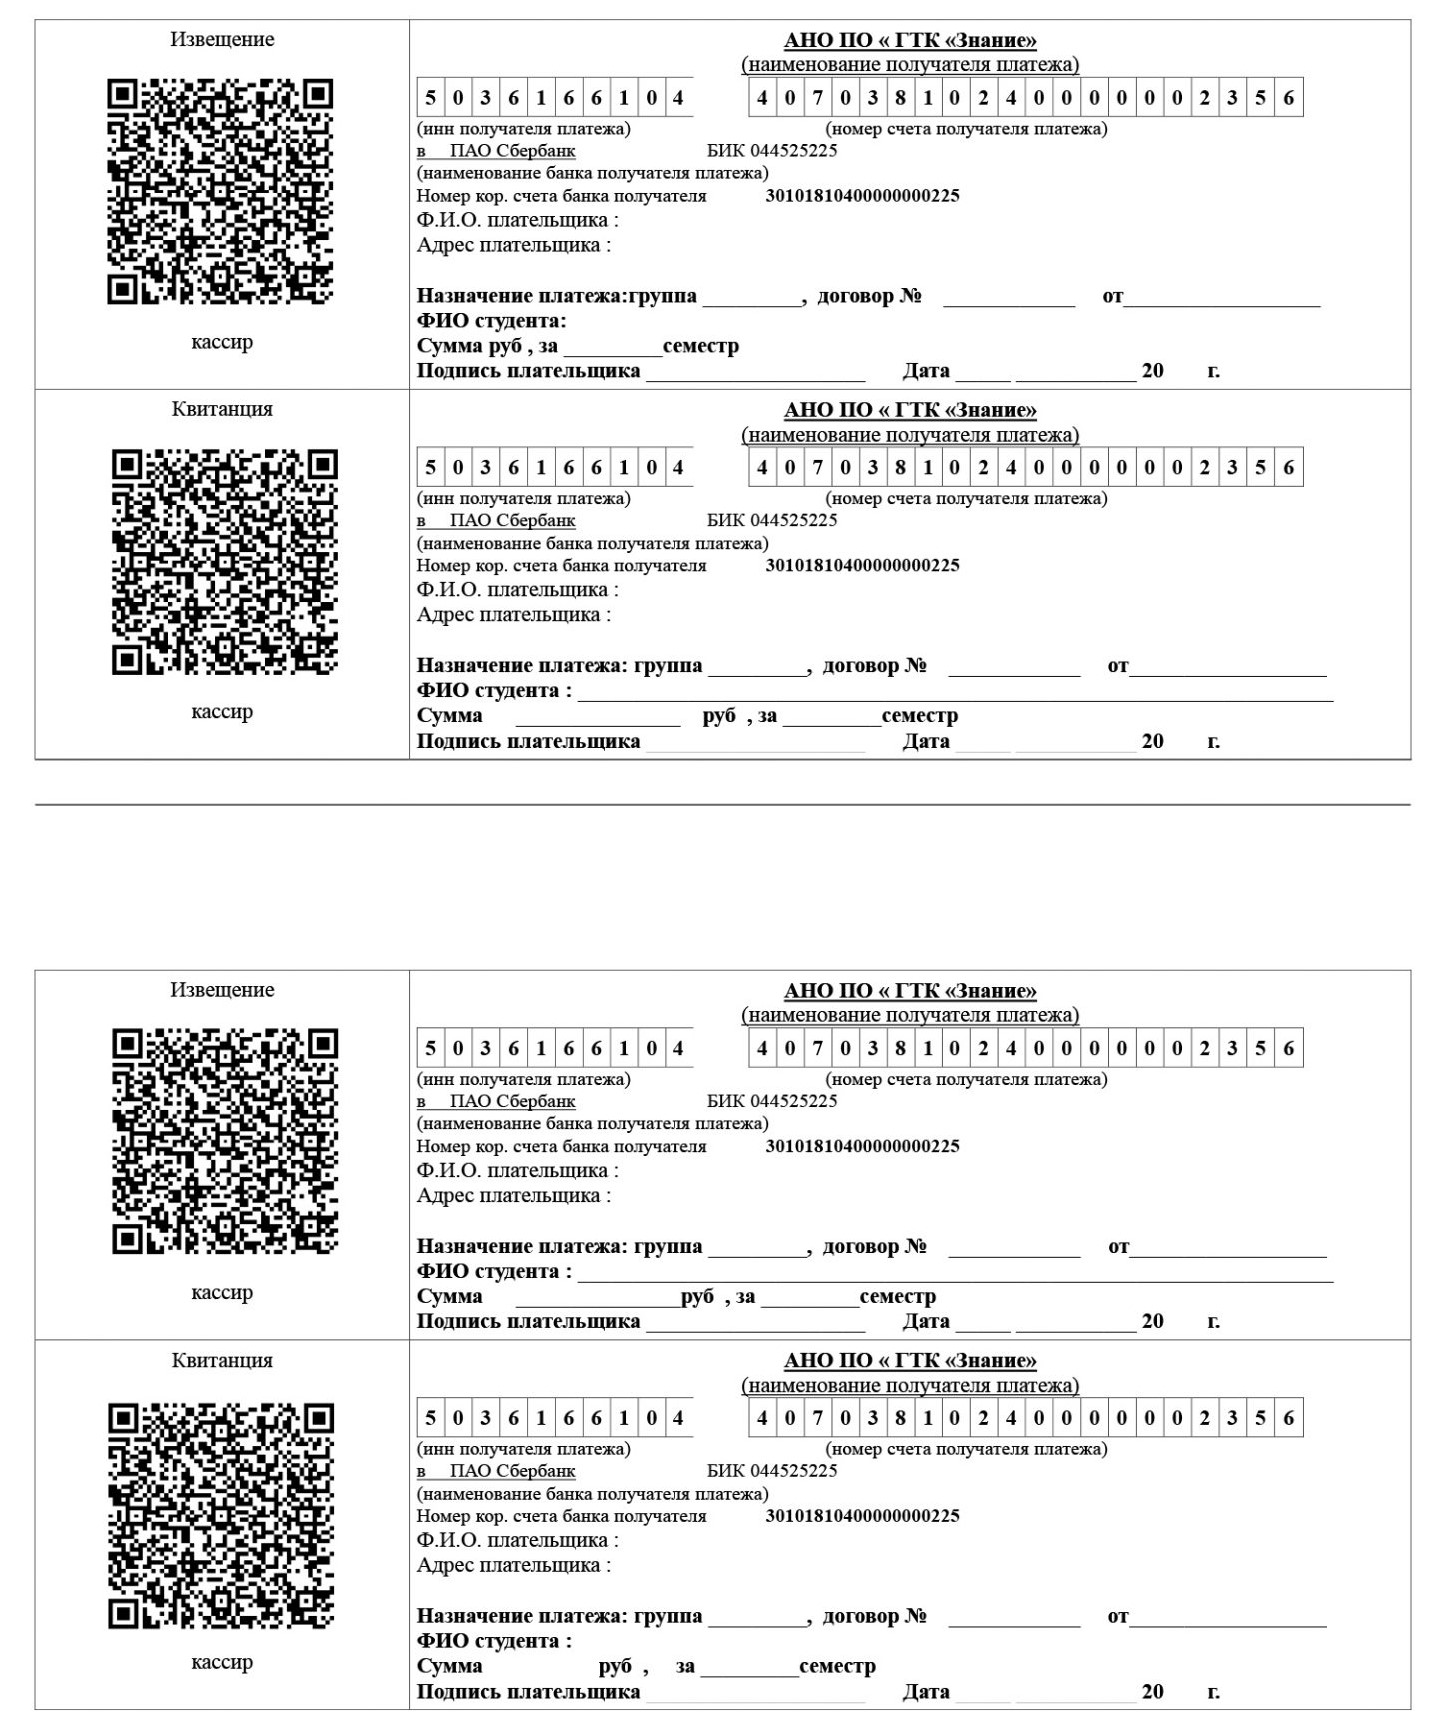 Извещение
АНО ПО « ГТК «Знание»
(наименование получателя платежа)
5 0 3 6 1 6 6 1 0 4 4 0 7 0 3 8 1 0 2 4 0 0 0 0 0 0 2 3 5 6
(инн получателя платежа) (номер счета получателя платежа)
в ПАО Сбербанк БИК 044525225
(наименование банка получателя платежа)
Номер кор. счета банка получателя 30101810400000000225
Ф.И.О. плательщика :
Адрес плательщика :
Назначение платежа:группа _________, договор № ____________ от__________________
ФИО студента:
Сумма руб , за _________семестр
Подпись плательщика ____________________ Дата _____ ___________ 20 г.
кассир
Квитанция
АНО ПО « ГТК «Знание»
(наименование получателя платежа)
5 0 3 6 1 6 6 1 0 4 4 0 7 0 3 8 1 0 2 4 0 0 0 0 0 0 2 3 5 6
(инн получателя платежа) (номер счета получателя платежа)
в ПАО Сбербанк БИК 044525225
(наименование банка получателя платежа)
Номер кор. счета банка получателя 30101810400000000225
Ф.И.О. плательщика :
Адрес плательщика :
Назначение платежа: группа _________, договор № ____________ от__________________
ФИО студента : _____________________________________________________________________
Сумма _______________ руб , за _________семестр
Подпись плательщика ____________________ Дата _____ ___________ 20 г.
кассир
Извещение
АНО ПО « ГТК «Знание»
(наименование получателя платежа)
5 0 3 6 1 6 6 1 0 4 4 0 7 0 3 8 1 0 2 4 0 0 0 0 0 0 2 3 5 6
(инн получателя платежа) (номер счета получателя платежа)
в ПАО Сбербанк БИК 044525225
(наименование банка получателя платежа)
Номер кор. счета банка получателя 30101810400000000225
Ф.И.О. плательщика :
Адрес плательщика :
Назначение платежа: группа _________, договор № ____________ от__________________
ФИО студента : _____________________________________________________________________
Сумма _______________руб , за _________семестр
Подпись плательщика ____________________ Дата _____ ___________ 20 г.
кассир
Квитанция
АНО ПО « ГТК «Знание»
(наименование получателя платежа)
5 0 3 6 1 6 6 1 0 4 4 0 7 0 3 8 1 0 2 4 0 0 0 0 0 0 2 3 5 6
(инн получателя платежа) (номер счета получателя платежа)
в ПАО Сбербанк БИК 044525225
(наименование банка получателя платежа)
Номер кор. счета банка получателя 30101810400000000225
Ф.И.О. плательщика :
Адрес плательщика :
Назначение платежа: группа _________, договор № ____________ от__________________
ФИО студента :
Сумма руб , за _________семестр
Подпись плательщика ____________________ Дата _____ ___________ 20 г.
кассир